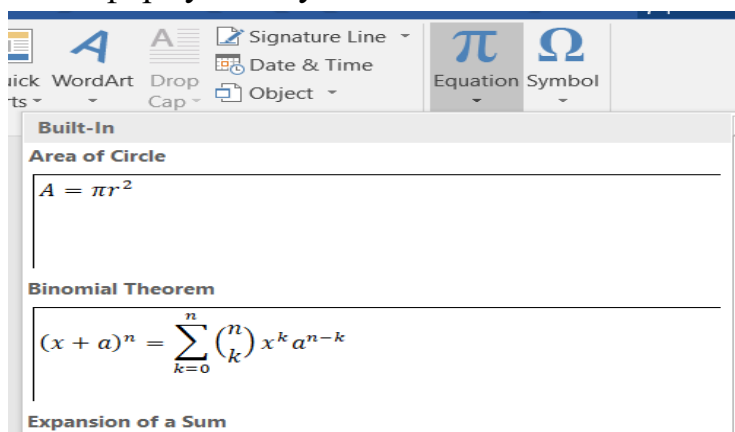 Signature Line
WordArt Drop Cap Date & Time Equation Symbol
Object
Built-In
Area of Circle
A = πr²
Binomial Theorem
(x + a)ⁿ = ∑ₖ₌₀ⁿ (n k) xᵏ aⁿ⁻ᵏ
Expansion of a Sum